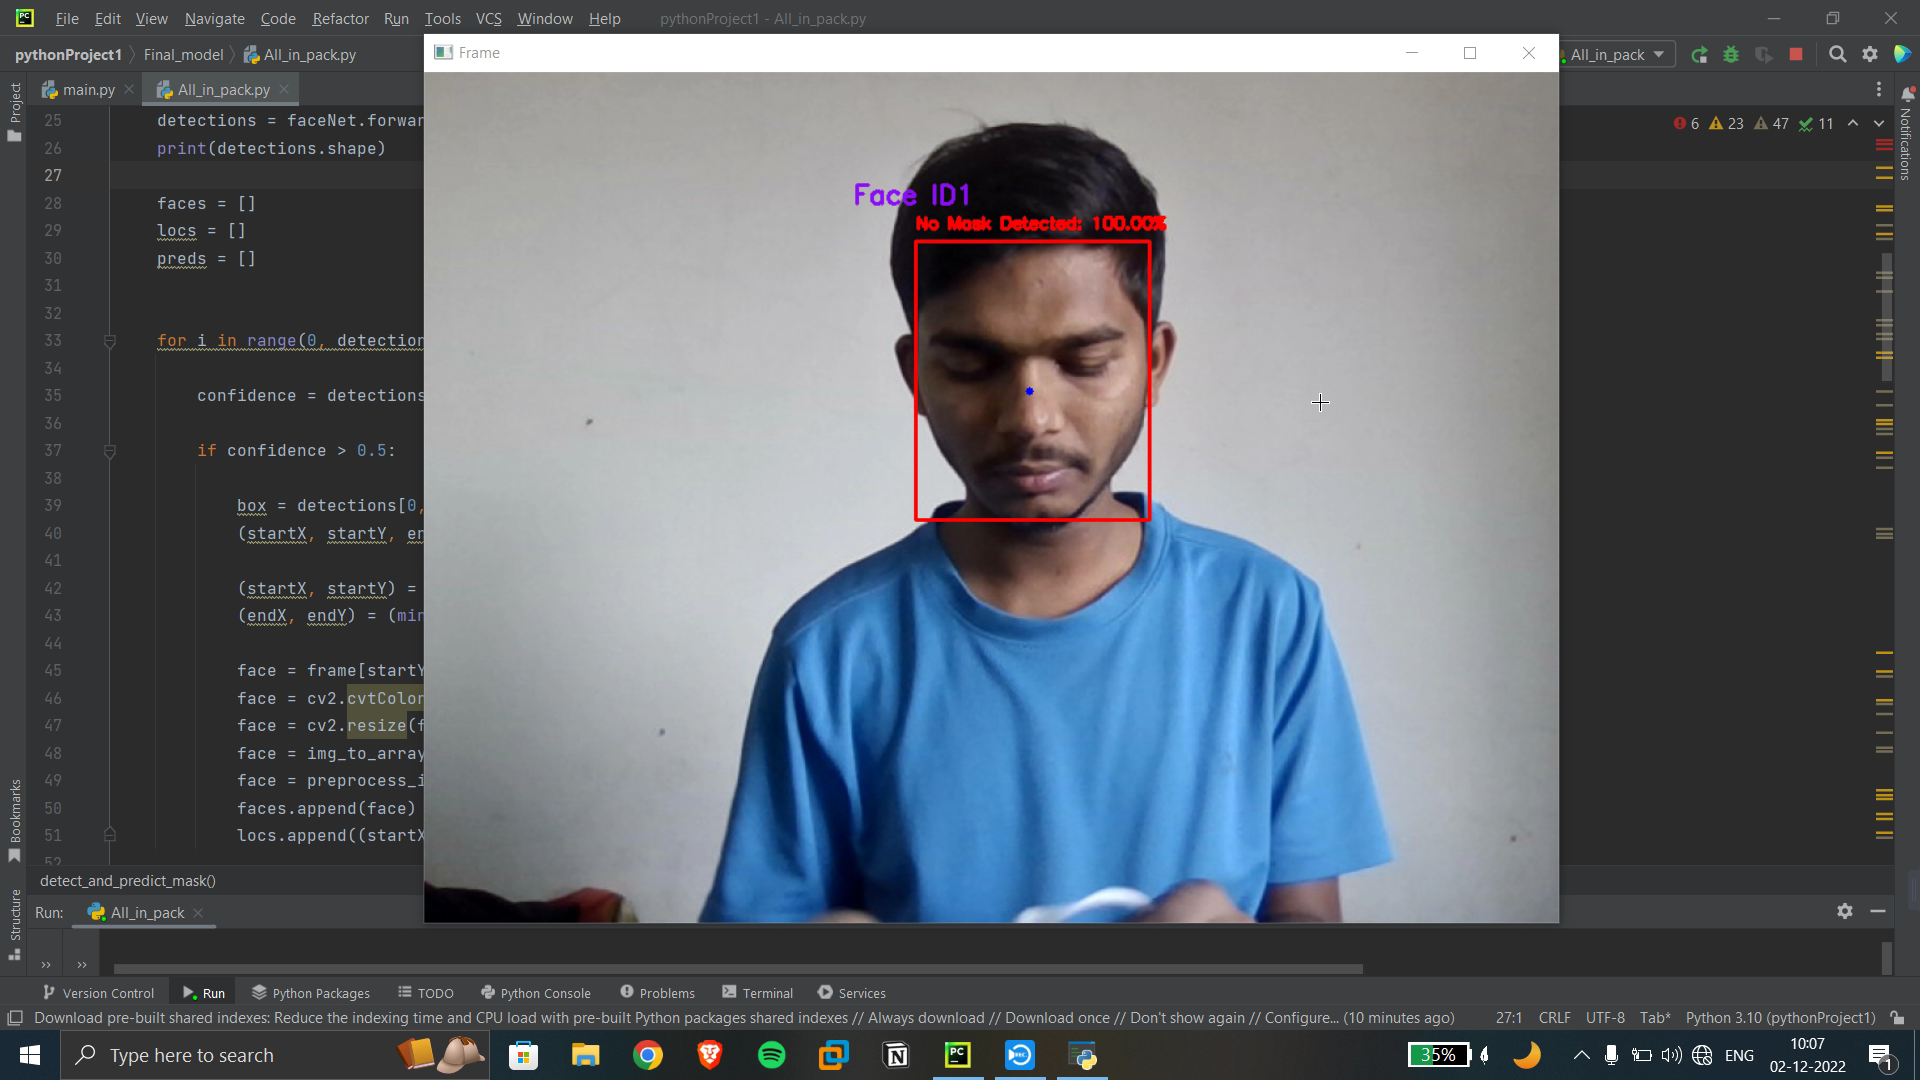 PC
File Edit View Navigate Code Refactor Run Tools VCS Window Help pythonProject1 - All_in_pack.py
pythonProject1 Final_model All_in_pack.py
All_in_pack
Frame
main.py All_in_pack.py
6 23 47 11
Project
Notifications
25 detections = faceNet.forwar
26 print(detections.shape)
27
28 faces = []
29 locs = []
30 preds = []
31
32
33 for i in range(0, detection
34
35 confidence = detections
36
37 if confidence > 0.5:
38
39 box = detections[0,
40 (startX, startY, en
41
42 (startX, startY) =
43 (endX, endY) = (min
44
45 face = frame[startY
46 face = cv2.cvtColor
47 face = cv2.resize(f
48 face = img_to_array
49 face = preprocess_i
50 faces.append(face)
51 locs.append((startX
52
Face ID1
No Mask Detected: 100.00%
Bookmarks
Structure
detect_and_predict_mask()
Run: All_in_pack
Version Control Run Python Packages TODO Python Console Problems Terminal Services
Download pre-built shared indexes: Reduce the indexing time and CPU load with pre-built Python packages shared indexes // Always download // Download once // Don't show again // Configure... (10 minutes ago) 27:1 CRLF UTF-8 Tab* Python 3.10 (pythonProject1)
Type here to search
PC
REC
35%
ENG
10:07
02-12-2022
1